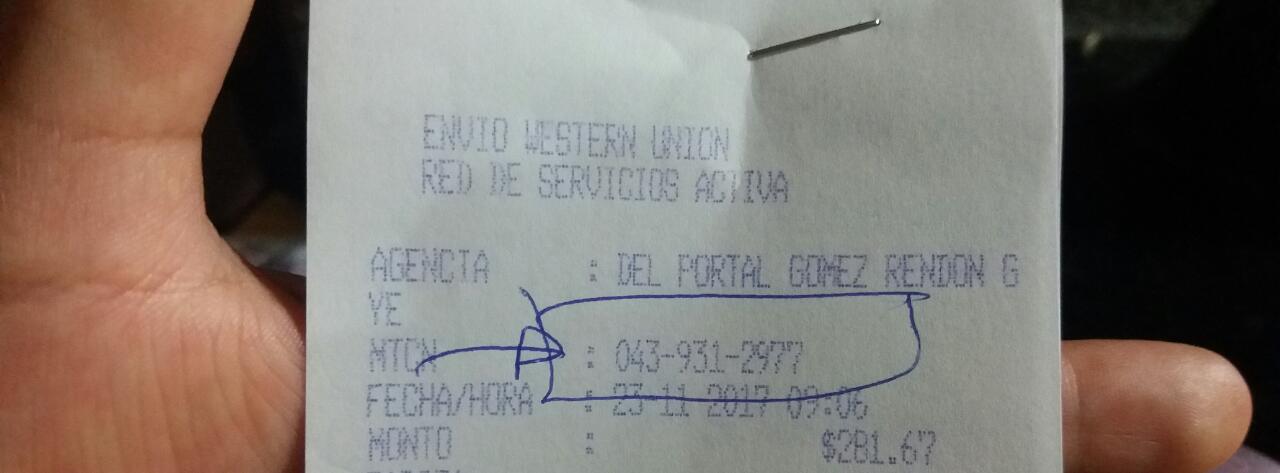 ENVIO WESTERN UNION
RED DE SERVICIOS ACTIVA
AGENCIA : DEL PORTAL GOMEZ RENDON G
YE
MTCN : 043-931-2977
FECHA/HORA : 23-11-2017 09:06
MONTO : $281.67